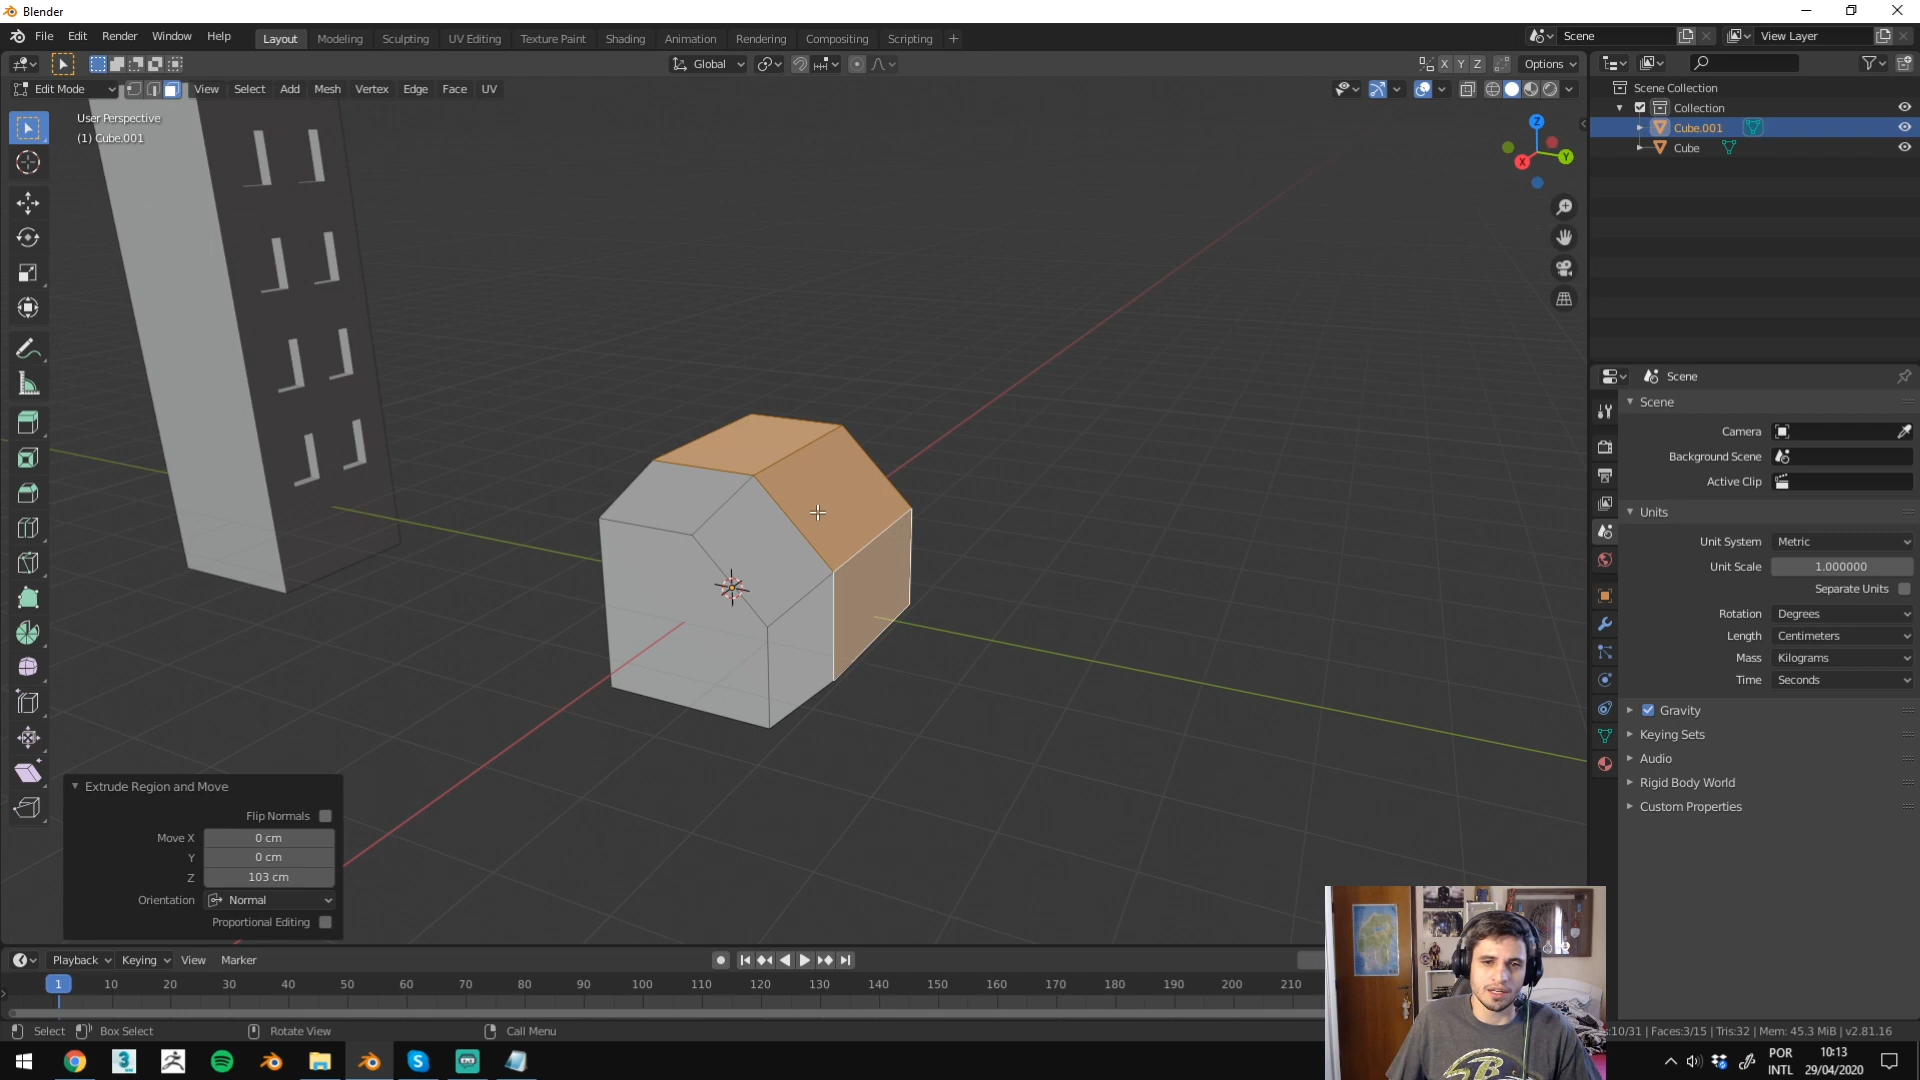 Blender
File Edit Render Window Help
Layout Modeling Sculpting UV Editing Texture Paint Shading Animation Rendering Compositing Scripting +
Scene
View Layer
Global
X Y Z
Options
Edit Mode
View Select Add Mesh Vertex Edge Face UV
User Perspective
(1) Cube.001
Z
Y
X
Scene Collection
Collection
Cube.001
Cube
Scene
Scene
Camera
Background Scene
Active Clip
Units
Unit System Metric
Unit Scale 1.000000
Separate Units
Rotation Degrees
Length Centimeters
Mass Kilograms
Time Seconds
Gravity
Keying Sets
Audio
Rigid Body World
Custom Properties
Extrude Region and Move
Flip Normals
Move X 0 cm
Y 0 cm
Z 103 cm
Orientation Normal
Proportional Editing
Playback Keying View Marker
1 10 20 30 40 50 60 70 80 90 100 110 120 130 140 150 160 170 180 190 200 210
Select Box Select Rotate View Call Menu
:10/31 | Faces:3/15 | Tris:32 | Mem: 45.3 MiB | v2.81.16
POR
INTL
10:13
29/04/2020